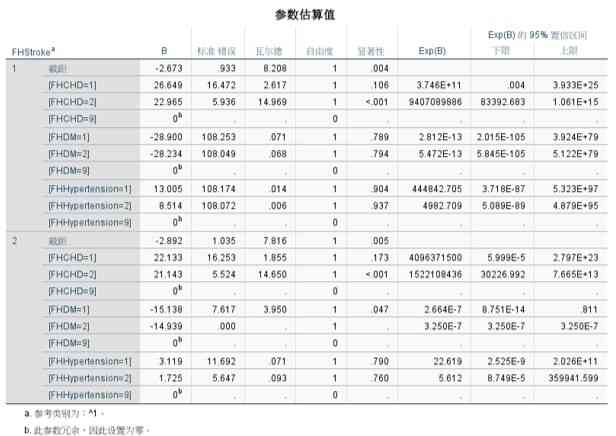 参数估算值
Exp(B) 的 95% 置信区间
FHStroke^a B 标准 错误 瓦尔德 自由度 显著性 Exp(B) 下限 上限
1 截距 -2.673 .933 8.208 1 .004
[FHCHD=1] 26.649 16.472 2.617 1 .106 3.746E+11 .004 3.933E+25
[FHCHD=2] 22.965 5.936 14.969 1 <.001 9407089886 83392.683 1.061E+15
[FHCHD=9] 0^b . . 0 . . . .
[FHDM=1] -28.900 108.253 .071 1 .789 2.812E-13 2.015E-105 3.924E+79
[FHDM=2] -28.234 108.049 .068 1 .794 5.472E-13 5.845E-105 5.122E+79
[FHDM=9] 0^b . . 0 . . . .
[FHHypertension=1] 13.005 108.174 .014 1 .904 444842.705 3.718E-87 5.323E+97
[FHHypertension=2] 8.514 108.072 .006 1 .937 4982.709 5.089E-89 4.879E+95
[FHHypertension=9] 0^b . . 0 . . . .
2 截距 -2.892 1.035 7.816 1 .005
[FHCHD=1] 22.133 16.253 1.855 1 .173 4096371500 5.999E-5 2.797E+23
[FHCHD=2] 21.143 5.524 14.650 1 <.001 1522108436 30226.992 7.665E+13
[FHCHD=9] 0^b . . 0 . . . .
[FHDM=1] -15.138 7.617 3.950 1 .047 2.664E-7 8.751E-14 .811
[FHDM=2] -14.939 .000 . 1 . 3.250E-7 3.250E-7 3.250E-7
[FHDM=9] 0^b . . 0 . . . .
[FHHypertension=1] 3.119 11.692 .071 1 .790 22.619 2.525E-9 2.026E+11
[FHHypertension=2] 1.725 5.647 .093 1 .760 5.612 8.749E-5 359941.599
[FHHypertension=9] 0^b . . 0 . . . .
a. 参考类别为：^1。
b. 此参数冗余，因此设置为零。